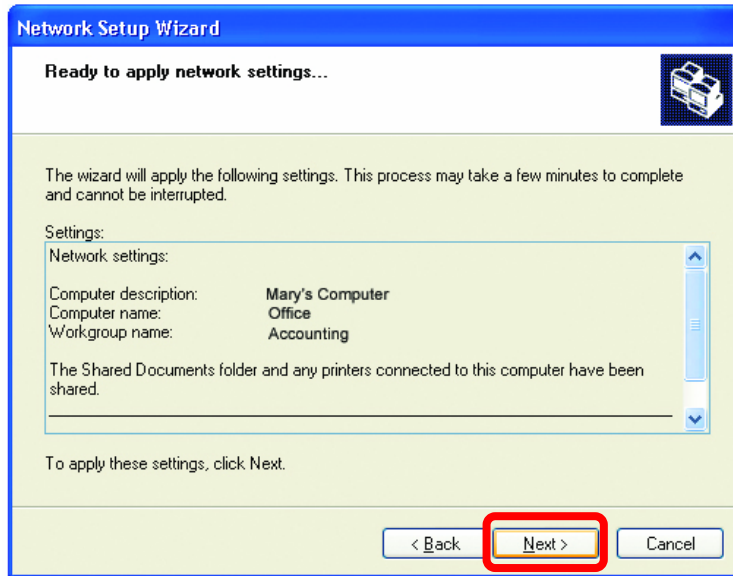 Network Setup Wizard
Ready to apply network settings...
The wizard will apply the following settings. This process may take a few minutes to complete
and cannot be interrupted.
Settings:
Network settings:
Computer description: Mary's Computer
Computer name: Office
Workgroup name: Accounting
The Shared Documents folder and any printers connected to this computer have been
shared.
To apply these settings, click Next.
< Back Next > Cancel